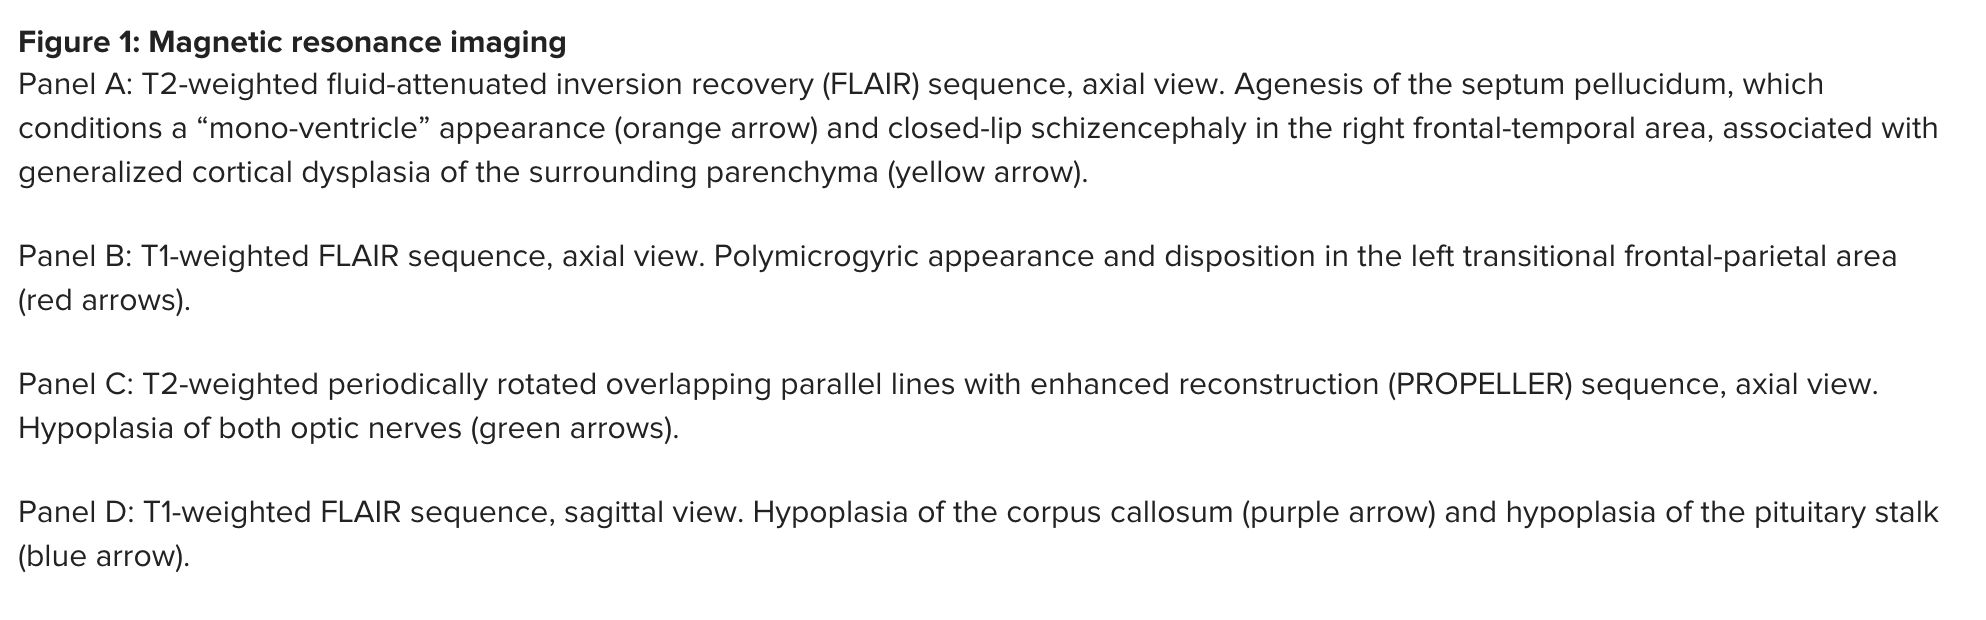 Figure 1: Magnetic resonance imaging
Panel A: T2-weighted fluid-attenuated inversion recovery (FLAIR) sequence, axial view. Agenesis of the septum pellucidum, which
conditions a “mono-ventricle” appearance (orange arrow) and closed-lip schizencephaly in the right frontal-temporal area, associated with
generalized cortical dysplasia of the surrounding parenchyma (yellow arrow).
Panel B: T1-weighted FLAIR sequence, axial view. Polymicrogyric appearance and disposition in the left transitional frontal-parietal area
(red arrows).
Panel C: T2-weighted periodically rotated overlapping parallel lines with enhanced reconstruction (PROPELLER) sequence, axial view.
Hypoplasia of both optic nerves (green arrows).
Panel D: T1-weighted FLAIR sequence, sagittal view. Hypoplasia of the corpus callosum (purple arrow) and hypoplasia of the pituitary stalk
(blue arrow).